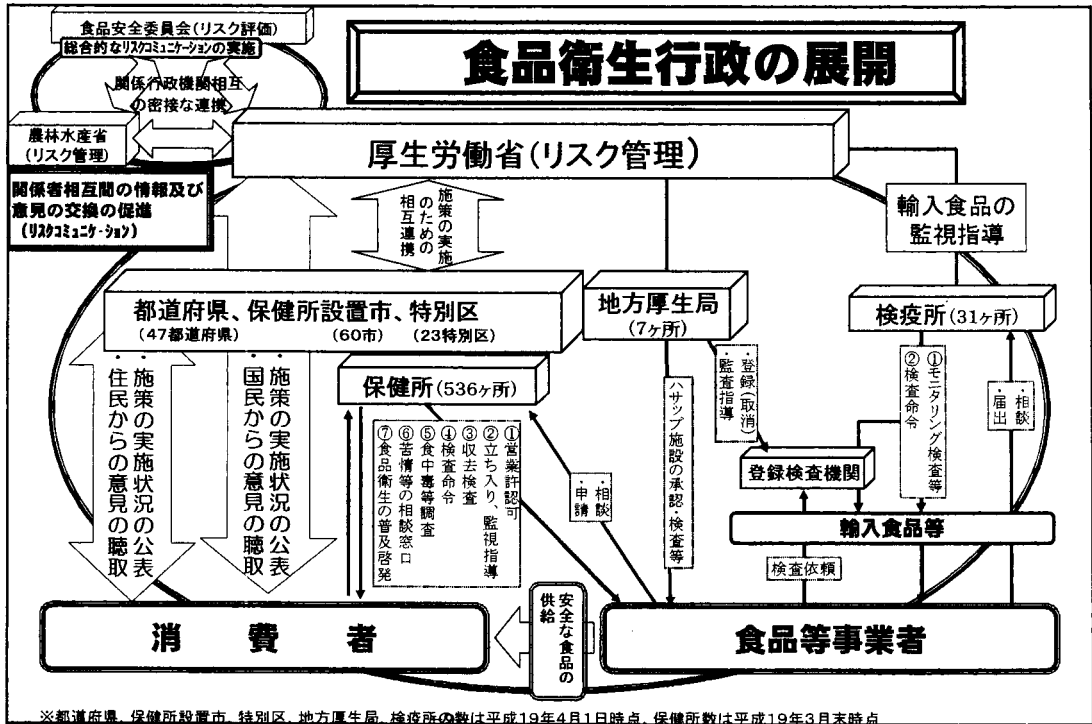 食品安全委員会(リスク評価)
総合的なリスクコミュニケーションの実施
関係行政機関相互
の密接な連携
食品衛生行政の展開
農林水産省
(リスク管理)
厚生労働省(リスク管理)
関係者相互間の情報及び
意見の交換の促進
(リスクコミュニケーション)
施策の実施
のための
相互連携
輸入食品の
監視指導
都道府県、保健所設置市、特別区
(47都道府県) (60市) (23特別区)
地方厚生局
(7ヶ所)
検疫所(31ヶ所)
保健所(536ヶ所)
・施策の実施状況の公表
・住民からの意見の聴取
・施策の実施状況の公表
・国民からの意見の聴取
①営業許認可
②立ち入り、監視指導
③収去検査
④検査命令
⑤食中毒等調査
⑥苦情等の相談窓口
⑦食品衛生の普及啓発
・相談
・申請
ハサップ施設の承認・検査等
・登録(取消)
・監査指導
①モニタリング検査等
②検査命令
・相談
・届出
登録検査機関
輸入食品等
検査依頼
消費者
安全な食品の
供給
食品等事業者
※都道府県、保健所設置市、特別区、地方厚生局、検疫所の数は平成19年4月1日時点、保健所数は平成19年3月末時点